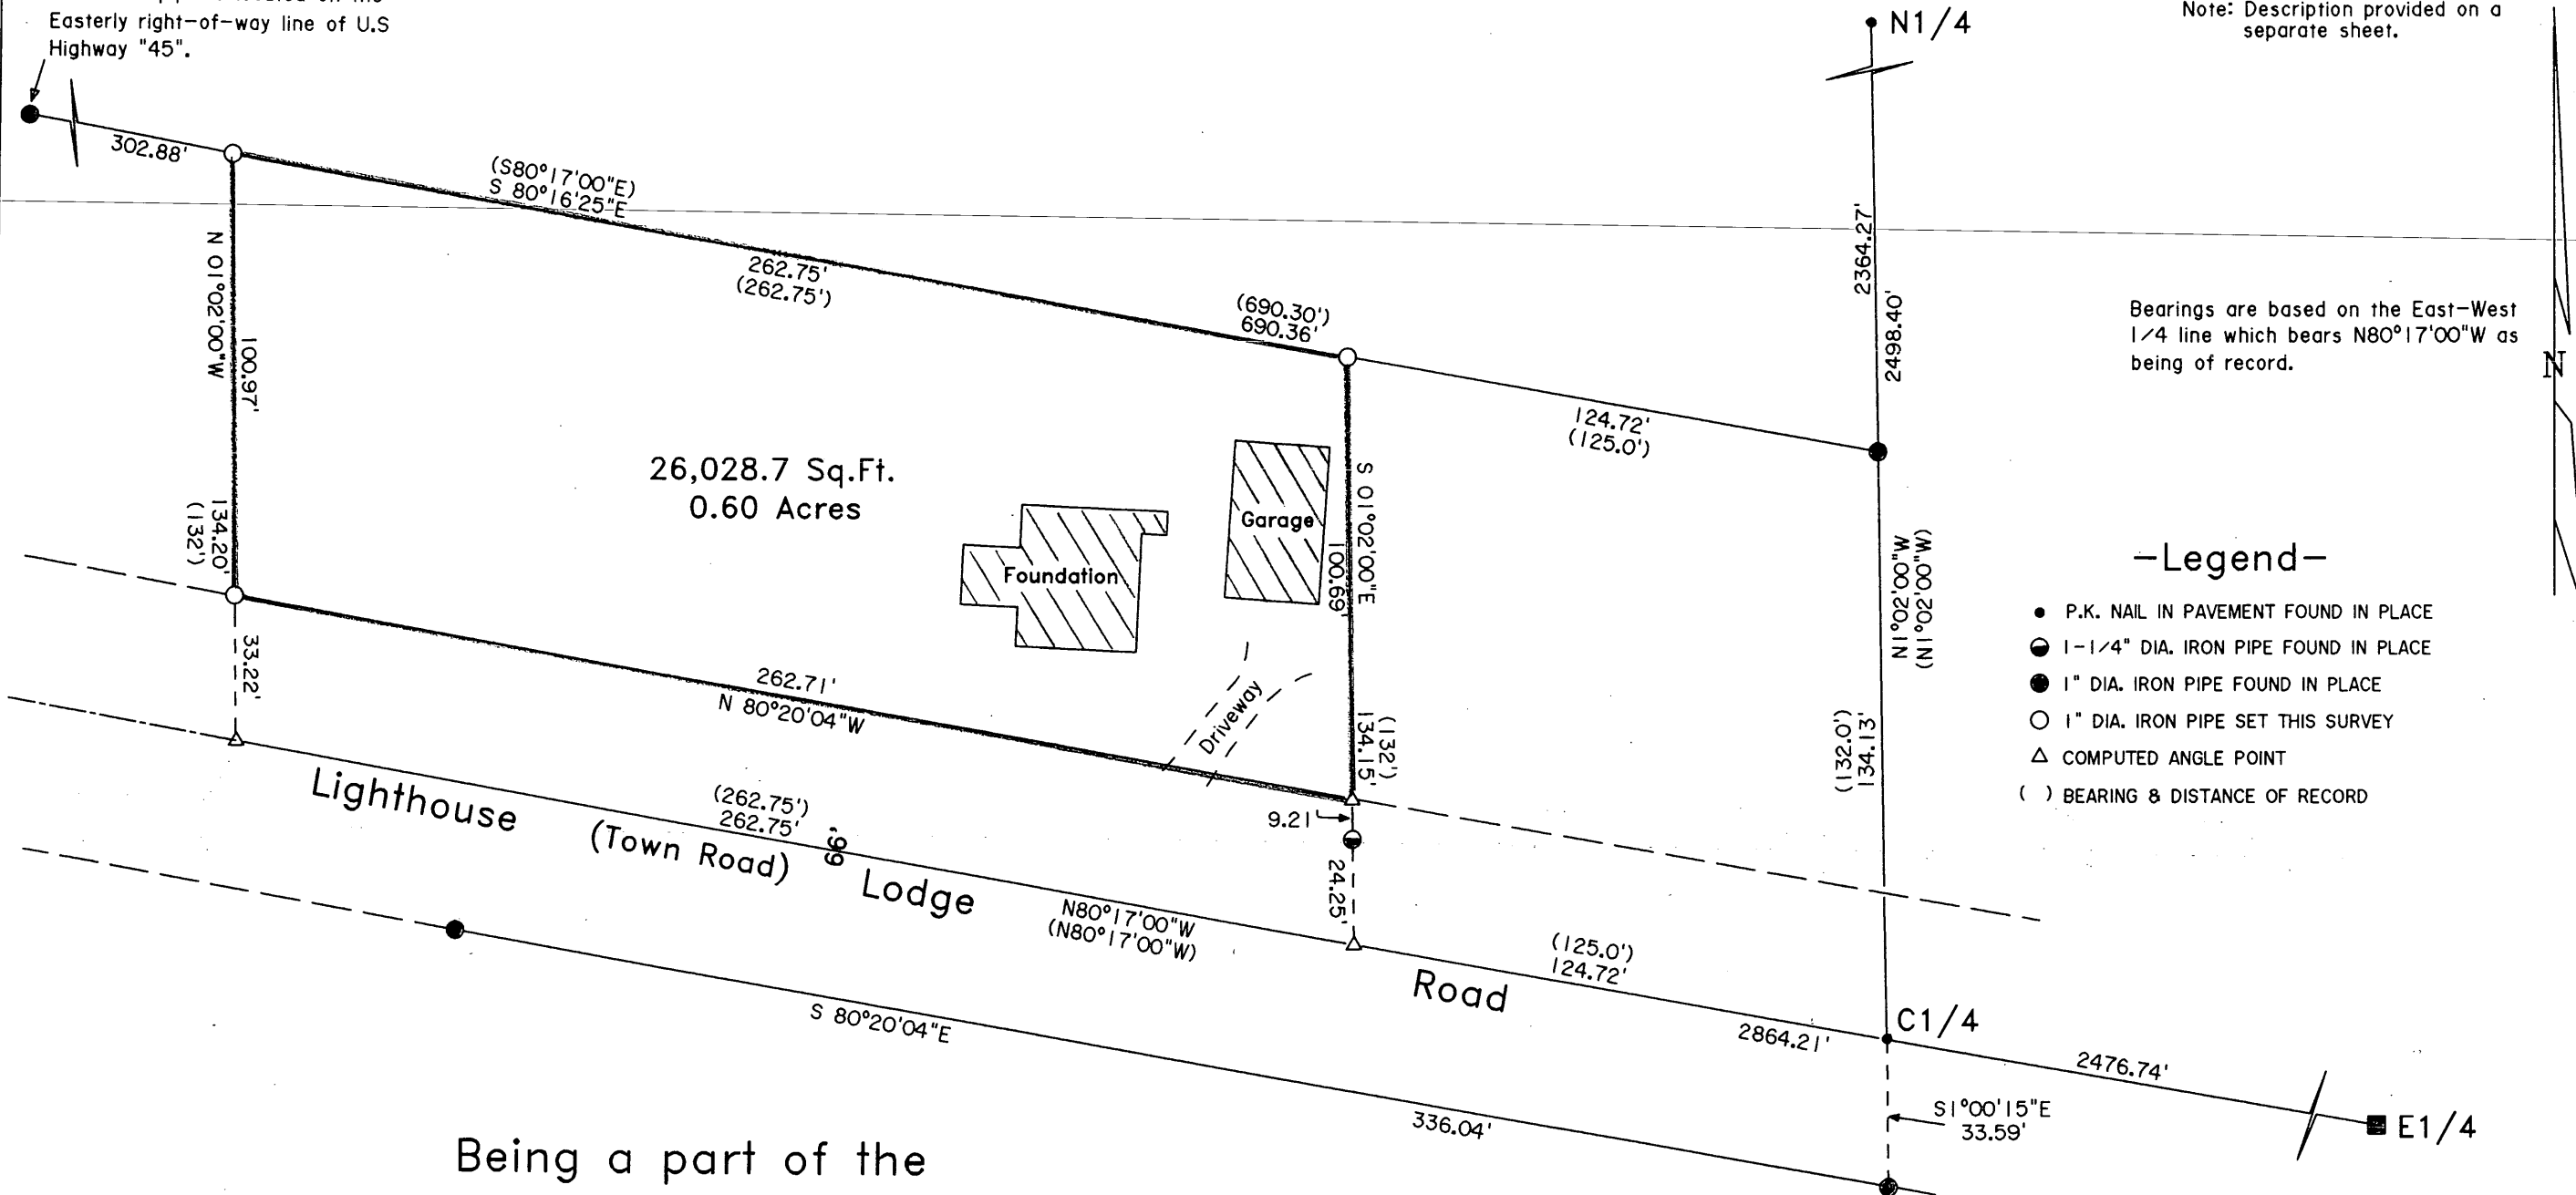 Easterly right-of-way line of U.S
Highway "45".
N1/4
Note: Description provided on a
separate sheet.
302.88'
(S80°17'00"E)
S 80°16'25"E
262.75'
(262.75')
(690.30')
690.36'
2364.27'
2498.40'
N 01°02'00"W
100.97'
124.72'
(125.0')
Bearings are based on the East-West
1/4 line which bears N80°17'00"W as
being of record.
N
26,028.7 Sq.Ft.
0.60 Acres
134.20'
(132')
Garage
Foundation
S 01°02'00"E
100.69'
N1°02'00"W
(N1°02'00"W)
-Legend-
P.K. NAIL IN PAVEMENT FOUND IN PLACE
1-1/4" DIA. IRON PIPE FOUND IN PLACE
1" DIA. IRON PIPE FOUND IN PLACE
1" DIA. IRON PIPE SET THIS SURVEY
COMPUTED ANGLE POINT
( ) BEARING & DISTANCE OF RECORD
33.22'
262.71'
N 80°20'04"W
Driveway
(132')
134.15'
(132.0')
134.13'
9.21'
24.25'
Lighthouse (Town Road) Lodge Road
(262.75')
262.75'
66'
N80°17'00"W
(N80°17'00"W)
(125.0')
124.72'
S 80°20'04"E
2864.21'
C1/4
2476.74'
E1/4
S1°00'15"E
33.59'
336.04'
Being a part of the